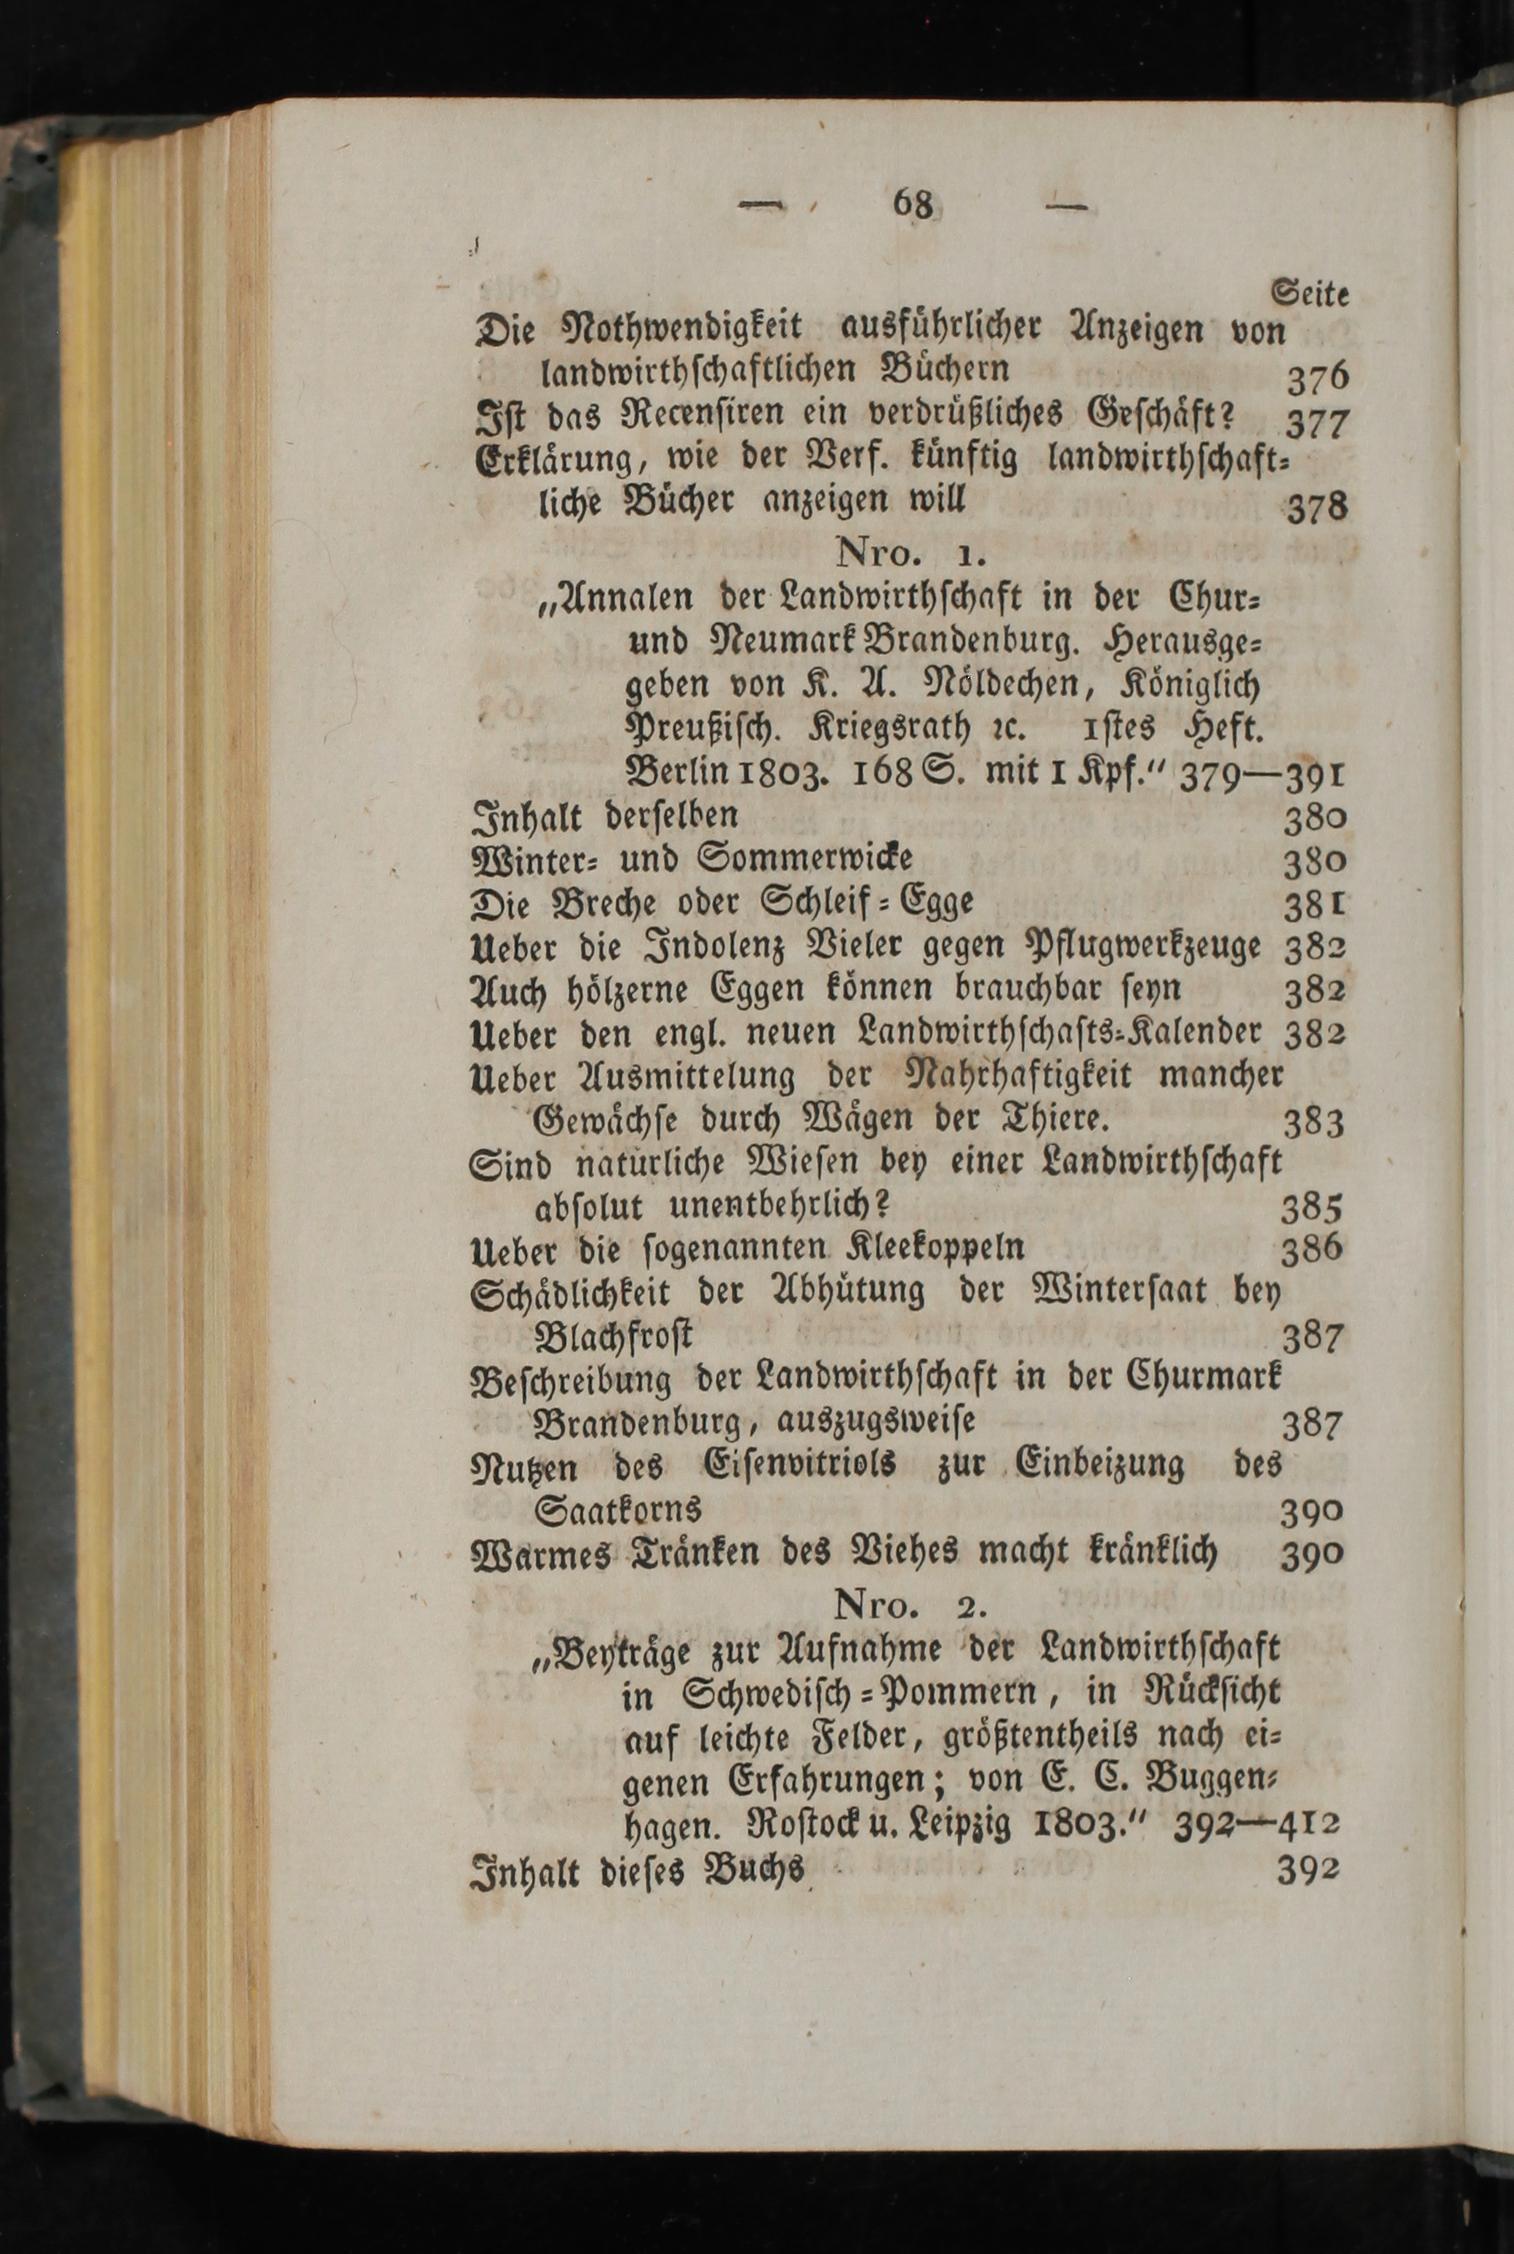 — 68 —
Seite
Die Nothwendigkeit ausführlicher Anzeigen von
landwirthschaftlichen Büchern 376
Ist das Recensiren ein verdrüßliches Geschäft? 377
Erklärung, wie der Verf. künftig landwirthschaft=
liche Bücher anzeigen will 378
Nro. 1.
„Annalen der Landwirthschaft in der Chur=
und Neumark Brandenburg. Herausge=
geben von K. A. Nöldechen, Königlich
Preußisch. Kriegsrath ꝛc. 1stes Heft.
Berlin 1803. 168 S. mit 1 Kpf.“ 379—391
Inhalt derselben 380
Winter= und Sommerwicke 380
Die Breche oder Schleif=Egge 381
Ueber die Indolenz Vieler gegen Pflugwerkzeuge 382
Auch hölzerne Eggen können brauchbar seyn 382
Ueber den engl. neuen Landwirthschafts=Kalender 382
Ueber Ausmittelung der Nahrhaftigkeit mancher
Gewächse durch Wägen der Thiere. 383
Sind natürliche Wiesen bey einer Landwirthschaft
absolut unentbehrlich? 385
Ueber die sogenannten Kleekoppeln 386
Schädlichkeit der Abhütung der Wintersaat bey
Blachfrost 387
Beschreibung der Landwirthschaft in der Churmark
Brandenburg, auszugsweise 387
Nutzen des Eisenvitriols zur Einbeizung des
Saatkorns 390
Warmes Tränken des Viehes macht kränklich 390
Nro. 2.
„Beyträge zur Aufnahme der Landwirthschaft
in Schwedisch=Pommern, in Rücksicht
auf leichte Felder, größtentheils nach ei=
genen Erfahrungen; von E. C. Buggen=
hagen. Rostock u. Leipzig 1803.“ 392—412
Inhalt dieses Buchs 392